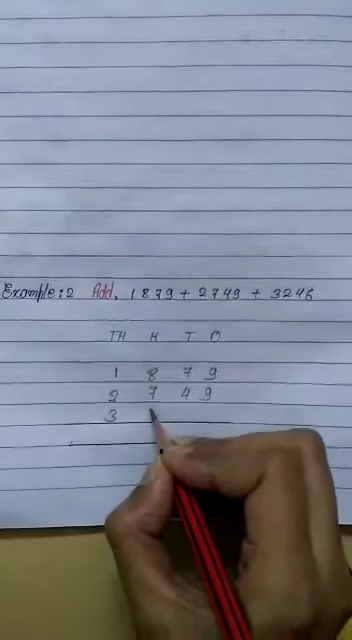 Example:2 Add. 1879 + 2749 + 3246
TH H T O
1 8 7 9
2 7 4 9
3